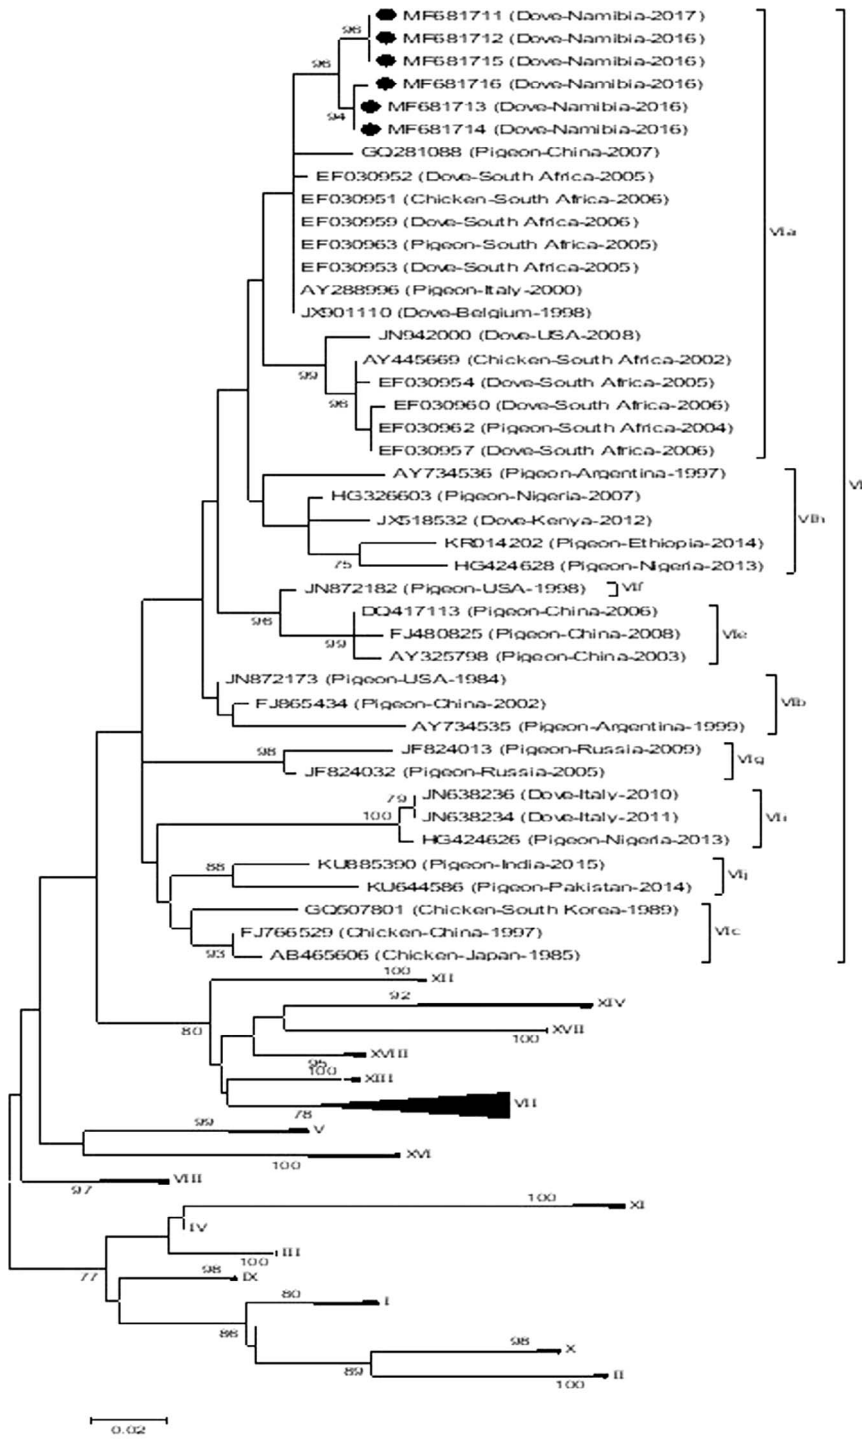 MF681711 (Dove-Namibia-2017)
98
MF681712 (Dove-Namibia-2016)
MF681715 (Dove-Namibia-2016)
96
MF681716 (Dove-Namibia-2016)
MF681713 (Dove-Namibia-2016)
94
MF681714 (Dove-Namibia-2016)
GQ281088 (Pigeon-China-2007)
EF030952 (Dove-South Africa-2005)
EF030951 (Chicken-South Africa-2006)
EF030959 (Dove-South Africa-2006)
VIa
EF030963 (Pigeon-South Africa-2005)
EF030953 (Dove-South Africa-2005)
AY288996 (Pigeon-Italy-2000)
JX901110 (Dove-Belgium-1998)
JN942000 (Dove-USA-2008)
AY445669 (Chicken-South Africa-2002)
99
EF030954 (Dove-South Africa-2005)
98
EF030960 (Dove-South Africa-2006)
EF030962 (Pigeon-South Africa-2004)
EF030957 (Dove-South Africa-2006)
AY734536 (Pigeon-Argentina-1997)
VI
HG326603 (Pigeon-Nigeria-2007)
JX518532 (Dove-Kenya-2012)
VIh
KR014202 (Pigeon-Ethiopia-2014)
75
HG424628 (Pigeon-Nigeria-2013)
JN872182 (Pigeon-USA-1998)
VIf
DQ417113 (Pigeon-China-2006)
96
FJ480825 (Pigeon-China-2008)
VIe
99
AY325798 (Pigeon-China-2003)
JN872173 (Pigeon-USA-1984)
FJ865434 (Pigeon-China-2002)
VIb
AY734535 (Pigeon-Argentina-1999)
98
JF824013 (Pigeon-Russia-2009)
VIg
JF824032 (Pigeon-Russia-2005)
79
JN638236 (Dove-Italy-2010)
100
JN638234 (Dove-Italy-2011)
VIi
HG424626 (Pigeon-Nigeria-2013)
88
KU885390 (Pigeon-India-2015)
VIj
KU644586 (Pigeon-Pakistan-2014)
GQ507801 (Chicken-South Korea-1989)
FJ766529 (Chicken-China-1997)
VIc
93
AB465606 (Chicken-Japan-1985)
100
XII
92
XIV
80
XVII
100
XVIII
95
100
XIII
78
VII
99
V
100
XVI
97
VIII
100
XI
IV
100
III
77
98
IX
80
I
86
98
X
89
100
II
0.02